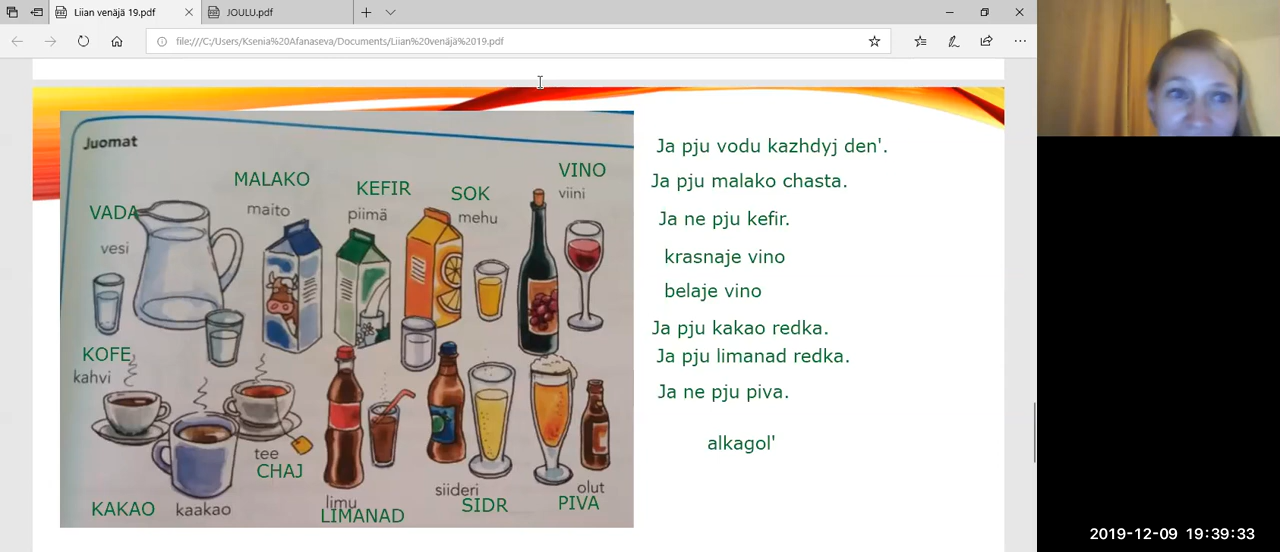 Liian venäjä 19.pdf
JOULU.pdf
file:///C:/Users/Ksenia%20Afanaseva/Documents/Liian%20venäjä%2019.pdf
Juomat
VADA
vesi
MALAKO
maito
KEFIR
piimä
SOK
mehu
VINO
viini
KOFE
kahvi
KAKAO
kaakao
tee
CHAJ
limu
LIMANAD
siideri
SIDR
olut
PIVA
Ja pju vodu kazhdyj den'.
Ja pju malako chasta.
Ja ne pju kefir.
krasnaje vino
belaje vino
Ja pju kakao redka.
Ja pju limanad redka.
Ja ne pju piva.
alkagol'
2019-12-09 19:39:33